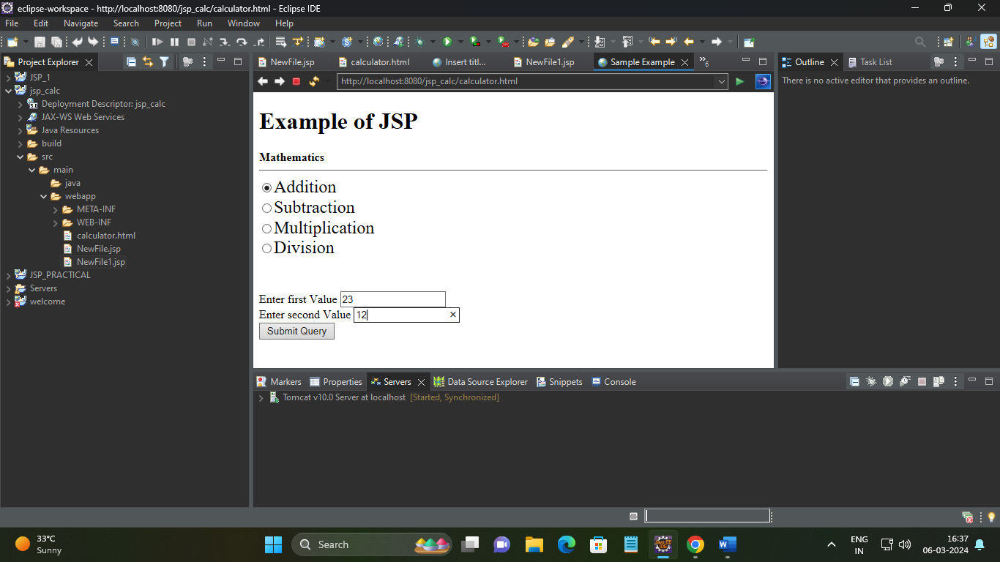 eclipse-workspace - http://localhost:8080/jsp_calc/calculator.html - Eclipse IDE
File Edit Navigate Search Project Run Window Help
Project Explorer
JSP_1
jsp_calc
Deployment Descriptor: jsp_calc
JAX-WS Web Services
Java Resources
build
src
main
java
webapp
META-INF
WEB-INF
calculator.html
NewFile.jsp
NewFile1.jsp
JSP_PRACTICAL
Servers
welcome
NewFile.jsp calculator.html Insert titl... NewFile1.jsp Sample Example »6
http://localhost:8080/jsp_calc/calculator.html
Example of JSP
Mathematics
Addition
Subtraction
Multiplication
Division
Enter first Value 23
Enter second Value 12
Submit Query
Outline Task List
There is no active editor that provides an outline.
Markers Properties Servers Data Source Explorer Snippets Console
Tomcat v10.0 Server at localhost [Started, Synchronized]
33°C
Sunny
Search
ENG
IN
16:37
06-03-2024